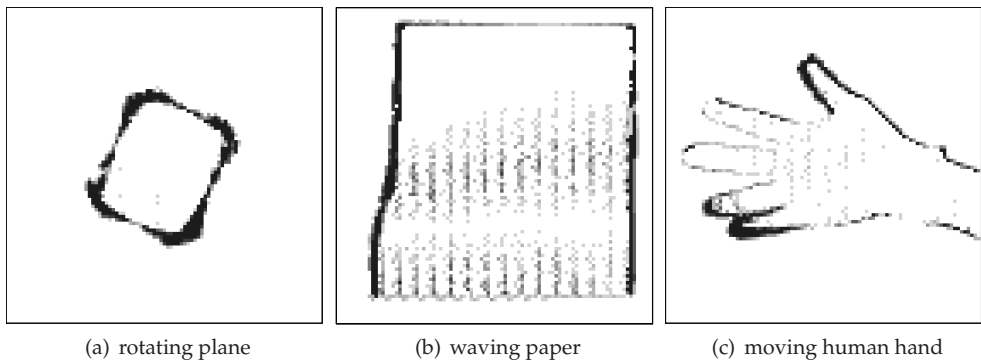 (a) rotating plane
(b) waving paper
(c) moving human hand